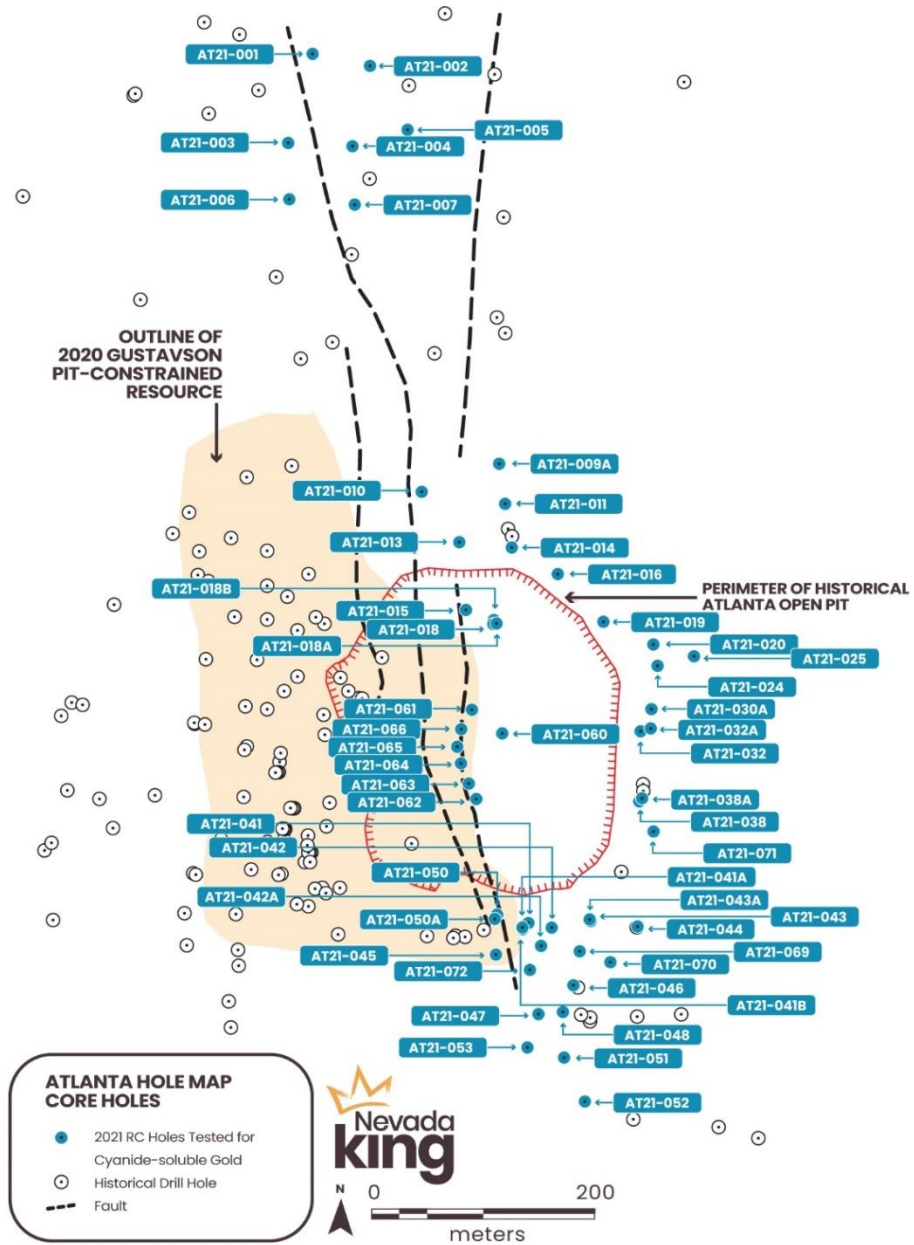 AT21-001
AT21-002
AT21-005
AT21-003
AT21-004
AT21-006
AT21-007
OUTLINE OF
2020 GUSTAVSON
PIT-CONSTRAINED
RESOURCE
AT21-009A
AT21-010
AT21-011
AT21-013
AT21-014
AT21-016
AT21-018B
PERIMETER OF HISTORICAL
ATLANTA OPEN PIT
AT21-015
AT21-019
AT21-018
AT21-018A
AT21-020
AT21-025
AT21-024
AT21-061
AT21-030A
AT21-066
AT21-060
AT21-032A
AT21-065
AT21-032
AT21-064
AT21-063
AT21-062
AT21-038A
AT21-041
AT21-038
AT21-042
AT21-071
AT21-050
AT21-041A
AT21-042A
AT21-043A
AT21-050A
AT21-043
AT21-044
AT21-045
AT21-069
AT21-072
AT21-070
AT21-046
AT21-041B
AT21-047
AT21-048
AT21-053
AT21-051
AT21-052
ATLANTA HOLE MAP
CORE HOLES
2021 RC Holes Tested for
Cyanide-soluble Gold
Historical Drill Hole
Fault
Nevada
king
N
0 200
meters